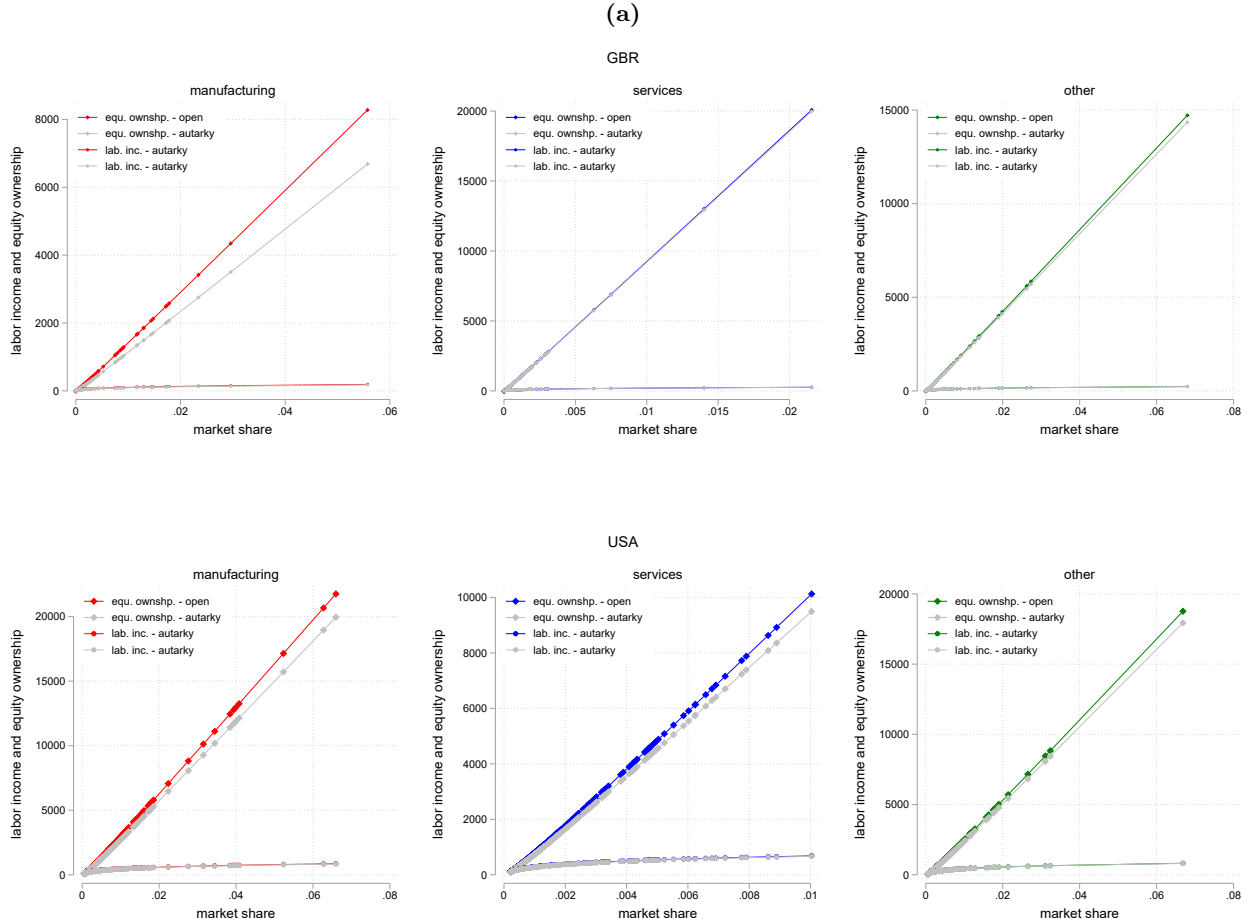 (a)
GBR
manufacturing
services
other
labor income and equity ownership
8000
6000
4000
2000
0
equ. ownshp. - open
equ. ownshp. - autarky
lab. inc. - autarky
lab. inc. - autarky
0
.02
.04
.06
market share
labor income and equity ownership
20000
15000
10000
5000
0
equ. ownshp. - open
equ. ownshp. - autarky
lab. inc. - autarky
lab. inc. - autarky
0
.005
.01
.015
.02
market share
labor income and equity ownership
15000
10000
5000
0
equ. ownshp. - open
equ. ownshp. - autarky
lab. inc. - autarky
lab. inc. - autarky
0
.02
.04
.06
.08
market share
USA
manufacturing
services
other
labor income and equity ownership
20000
15000
10000
5000
0
equ. ownshp. - open
equ. ownshp. - autarky
lab. inc. - autarky
lab. inc. - autarky
0
.02
.04
.06
.08
market share
labor income and equity ownership
10000
8000
6000
4000
2000
0
equ. ownshp. - open
equ. ownshp. - autarky
lab. inc. - autarky
lab. inc. - autarky
0
.002
.004
.006
.008
.01
market share
labor income and equity ownership
20000
15000
10000
5000
0
equ. ownshp. - open
equ. ownshp. - autarky
lab. inc. - autarky
lab. inc. - autarky
0
.02
.04
.06
.08
market share